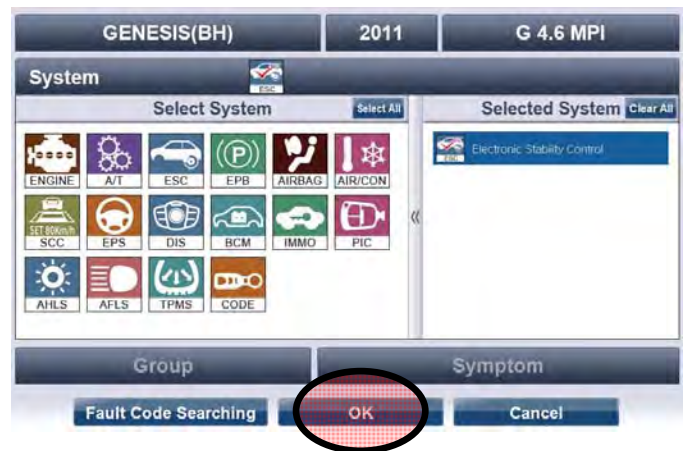 GENESIS(BH) 2011 G 4.6 MPI
System ESC
Select System Select All Selected System Clear All
ESC Electronic Stability Control
ENGINE A/T ESC (P) EPB AIRBAG AIR/CON
SET 80Km/h SCC EPS DIS BCM IMMO PIC
AHLS AFLS TPMS CODE
«
Group Symptom
Fault Code Searching OK Cancel